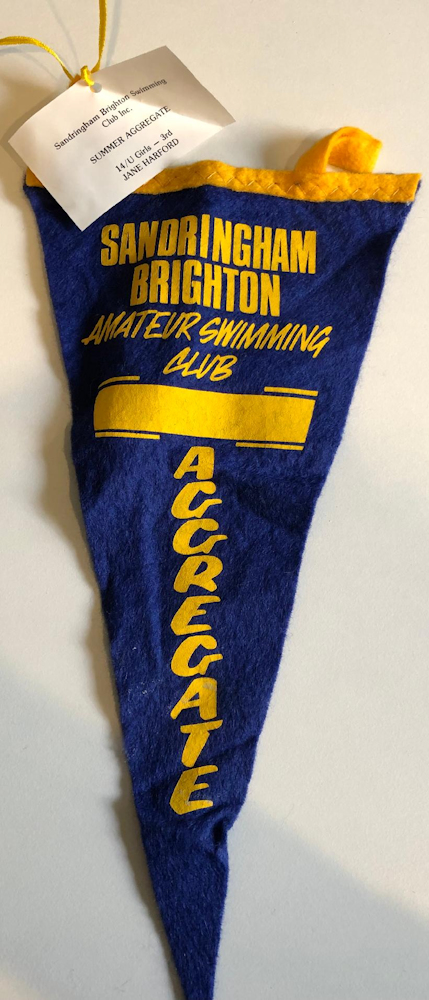 Sandringham Brighton Swimming
Club Inc.
SUMMER AGGREGATE
14/U Girls – 3rd
JANE HARFORD
SANDRINGHAM
BRIGHTON
AMATEUR SWIMMING
CLUB
AGGREGATE